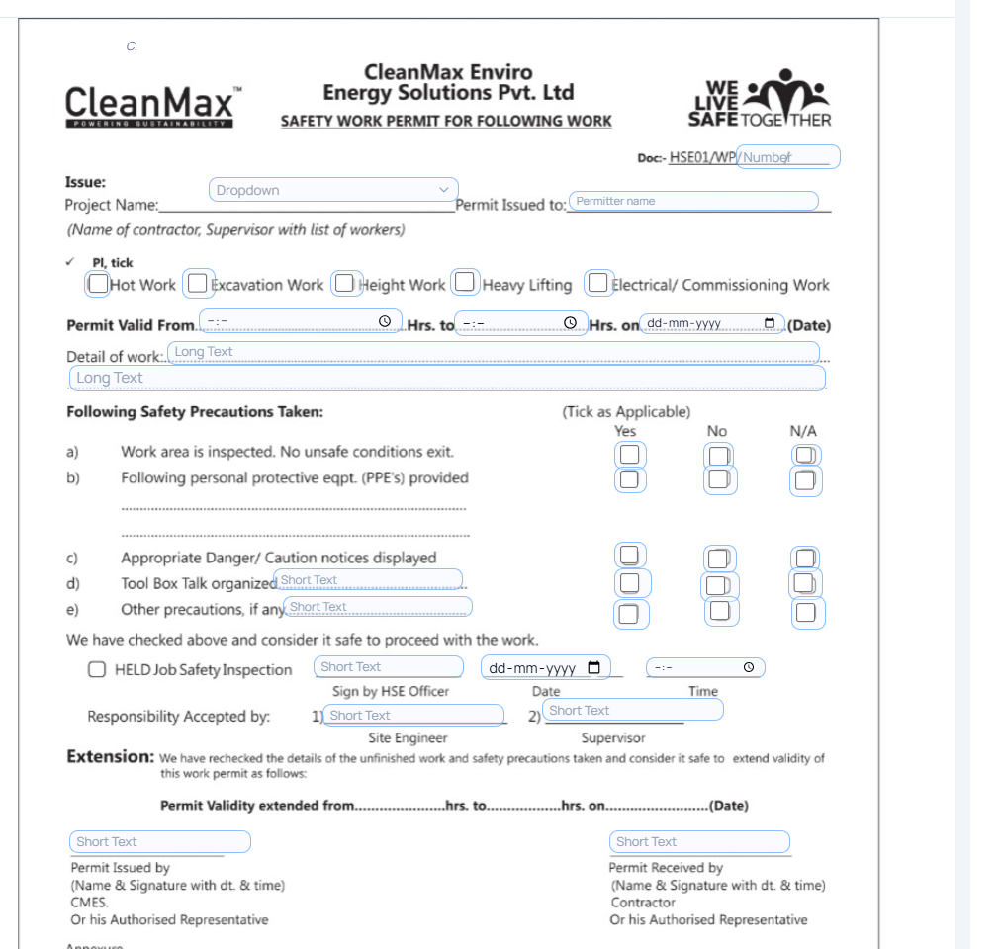 C.
CleanMax™
POWERING SUSTAINABILITY
CleanMax Enviro
Energy Solutions Pvt. Ltd
SAFETY WORK PERMIT FOR FOLLOWING WORK
WE
LIVE
SAFE TOGETHER
Doc:- HSE01/WP/Number
Issue:
Dropdown
Project Name: Permit Issued to: Permitter name
(Name of contractor, Supervisor with list of workers)
✓ Pl, tick
Hot Work Excavation Work Height Work Heavy Lifting Electrical/ Commissioning Work
Permit Valid From --:-- Hrs. to --:-- Hrs. on dd-mm-yyyy (Date)
Detail of work: Long Text
Long Text
Following Safety Precautions Taken: (Tick as Applicable)
Yes No N/A
a) Work area is inspected. No unsafe conditions exit.
b) Following personal protective eqpt. (PPE's) provided
c) Appropriate Danger/ Caution notices displayed
d) Tool Box Talk organized Short Text
e) Other precautions, if any Short Text
We have checked above and consider it safe to proceed with the work.
HELD Job Safety Inspection Short Text dd-mm-yyyy --:--
Sign by HSE Officer Date Time
Responsibility Accepted by: 1) Short Text 2) Short Text
Site Engineer Supervisor
Extension: We have rechecked the details of the unfinished work and safety precautions taken and consider it safe to extend validity of
this work permit as follows:
Permit Validity extended from......................hrs. to..................hrs. on.........................(Date)
Short Text Short Text
Permit Issued by Permit Received by
(Name & Signature with dt. & time) (Name & Signature with dt. & time)
CMES. Contractor
Or his Authorised Representative Or his Authorised Representative
Annexure